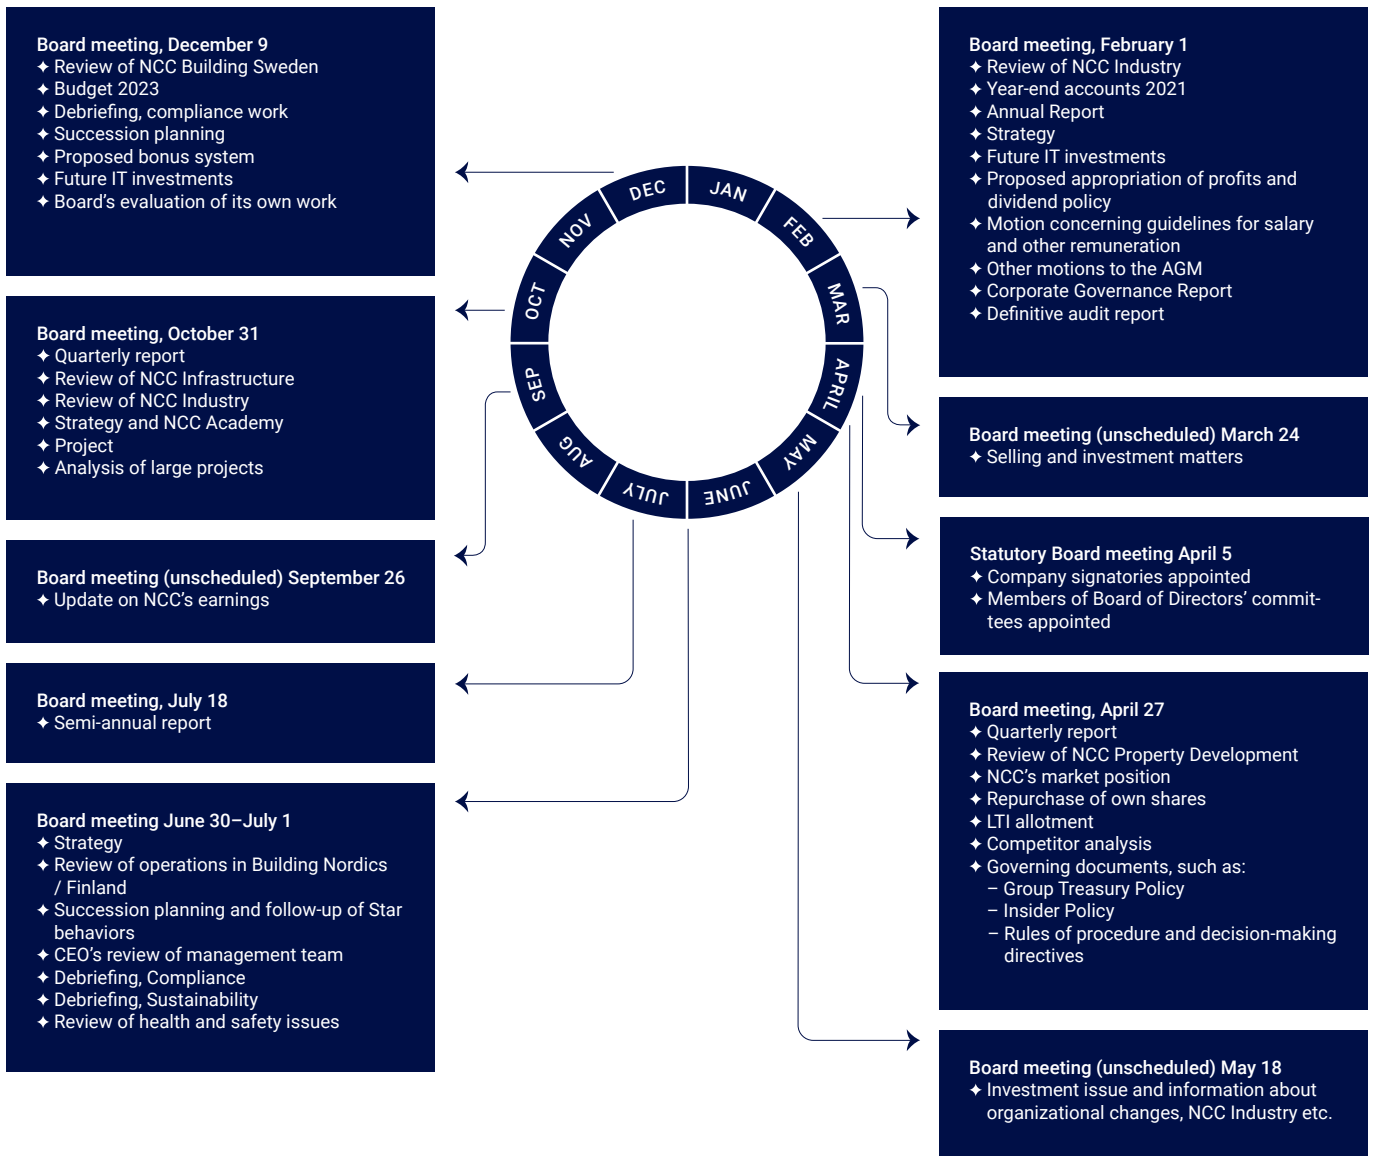 Board meeting, December 9
✦ Review of NCC Building Sweden
✦ Budget 2023
✦ Debriefing, compliance work
✦ Succession planning
✦ Proposed bonus system
✦ Future IT investments
✦ Board’s evaluation of its own work
Board meeting, October 31
✦ Quarterly report
✦ Review of NCC Infrastructure
✦ Review of NCC Industry
✦ Strategy and NCC Academy
✦ Project
✦ Analysis of large projects
Board meeting (unscheduled) September 26
✦ Update on NCC’s earnings
Board meeting, July 18
✦ Semi-annual report
Board meeting June 30–July 1
✦ Strategy
✦ Review of operations in Building Nordics
/ Finland
✦ Succession planning and follow-up of Star
behaviors
✦ CEO’s review of management team
✦ Debriefing, Compliance
✦ Debriefing, Sustainability
✦ Review of health and safety issues
JAN
FEB
MAR
APRIL
MAY
JUNE
JULY
AUG
SEP
OCT
NOV
DEC
Board meeting, February 1
✦ Review of NCC Industry
✦ Year-end accounts 2021
✦ Annual Report
✦ Strategy
✦ Future IT investments
✦ Proposed appropriation of profits and
dividend policy
✦ Motion concerning guidelines for salary
and other remuneration
✦ Other motions to the AGM
✦ Corporate Governance Report
✦ Definitive audit report
Board meeting (unscheduled) March 24
✦ Selling and investment matters
Statutory Board meeting April 5
✦ Company signatories appointed
✦ Members of Board of Directors’ commit-
tees appointed
Board meeting, April 27
✦ Quarterly report
✦ Review of NCC Property Development
✦ NCC’s market position
✦ Repurchase of own shares
✦ LTI allotment
✦ Competitor analysis
✦ Governing documents, such as:
– Group Treasury Policy
– Insider Policy
– Rules of procedure and decision-making
directives
Board meeting (unscheduled) May 18
✦ Investment issue and information about
organizational changes, NCC Industry etc.